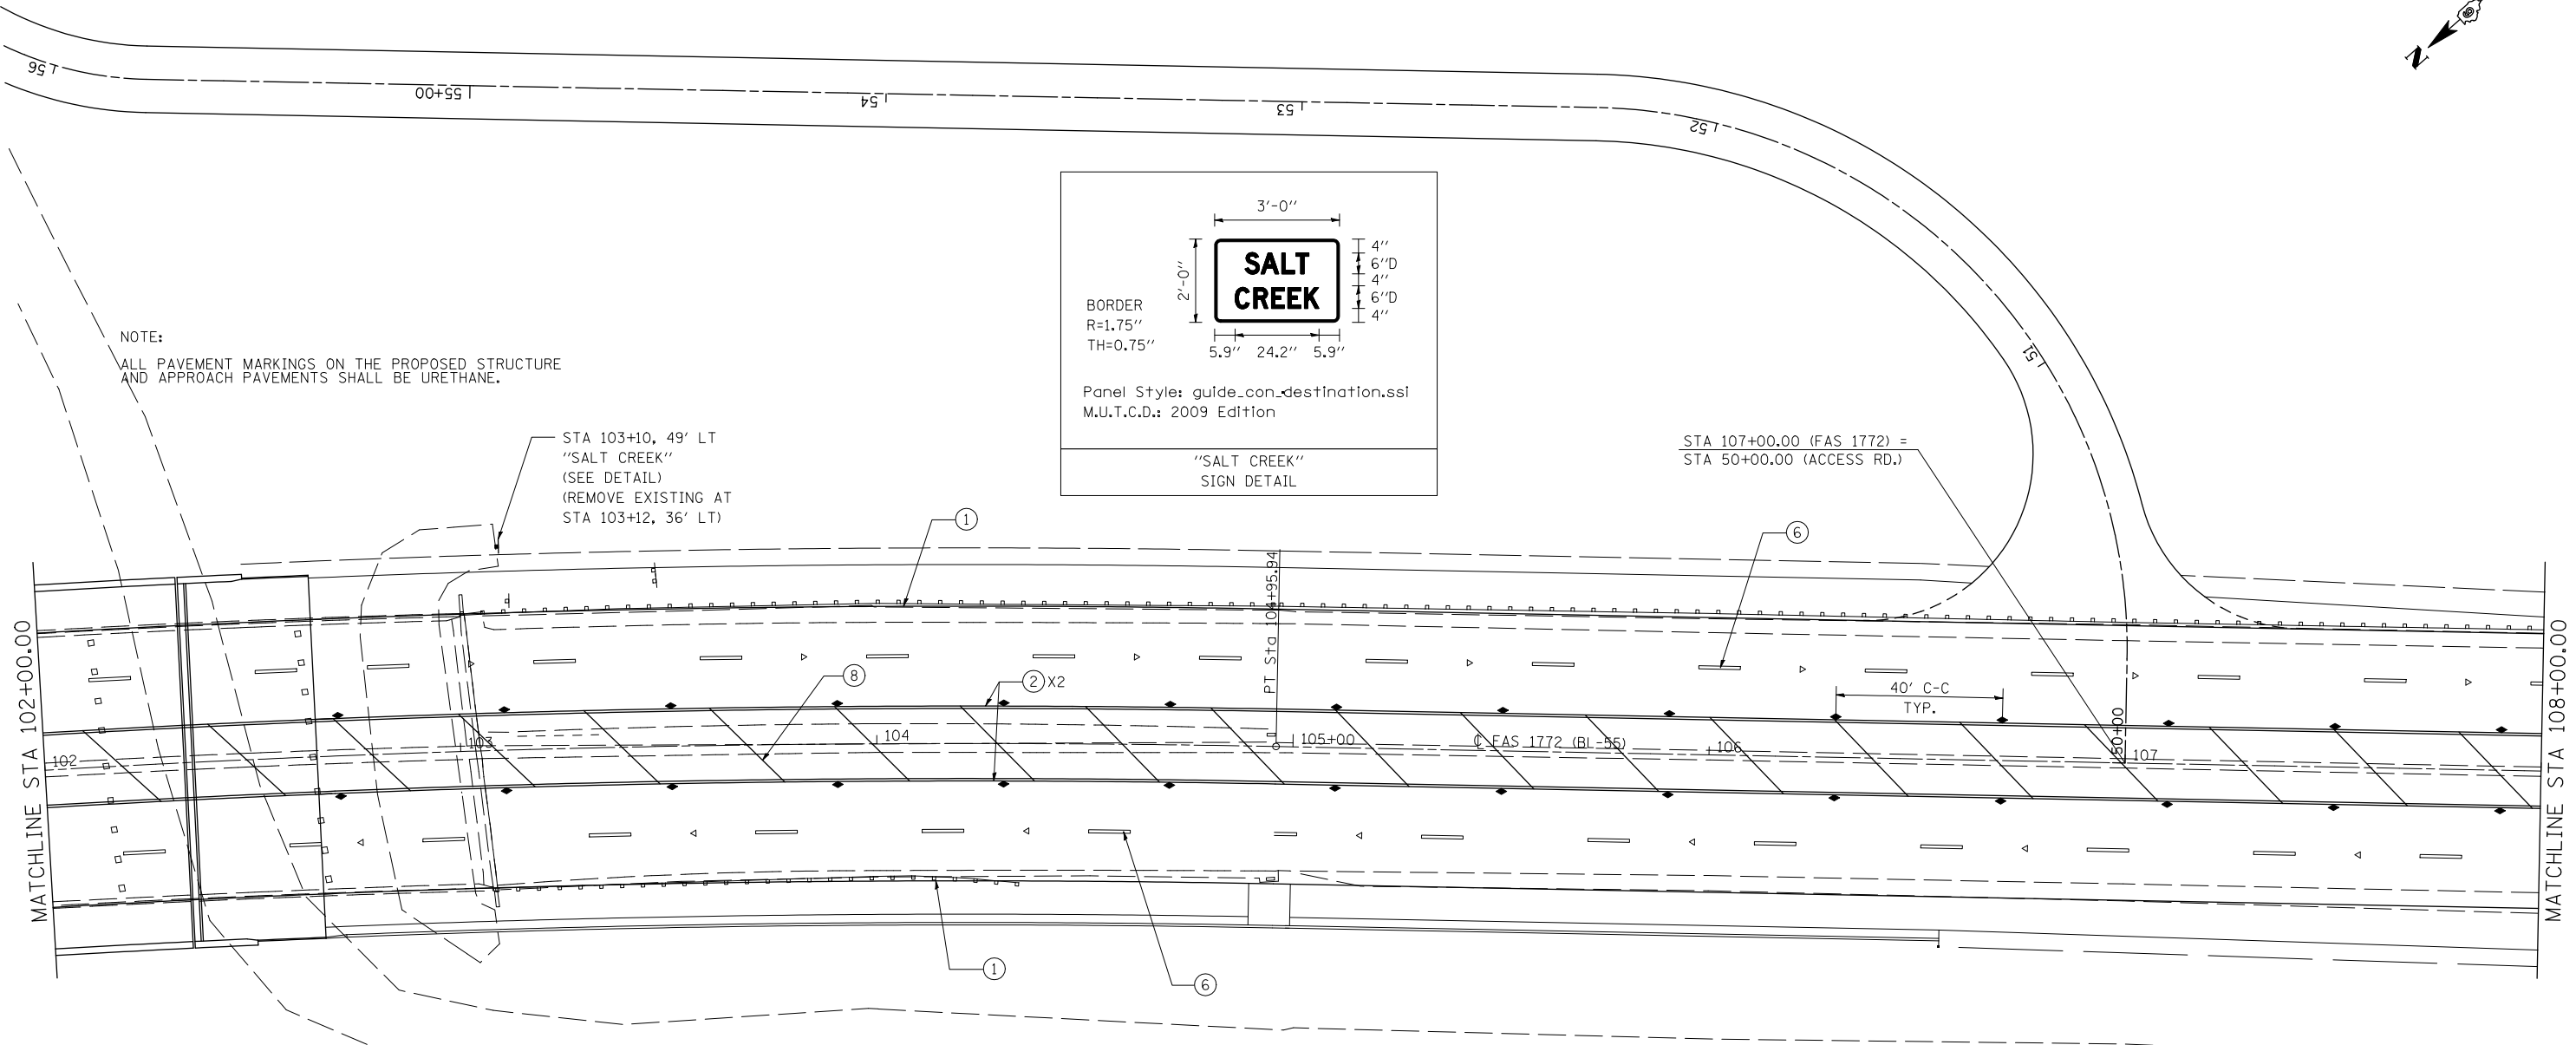 N
56
55+00
54
53
52
51
3'-0"
2'-0"
SALT
CREEK
4"
6"D
4"
6"D
4"
BORDER
R=1.75"
TH=0.75"
5.9" 24.2" 5.9"
Panel Style: guide_con_destination.ssi
M.U.T.C.D.: 2009 Edition
"SALT CREEK"
SIGN DETAIL
NOTE:
ALL PAVEMENT MARKINGS ON THE PROPOSED STRUCTURE
AND APPROACH PAVEMENTS SHALL BE URETHANE.
STA 103+10, 49' LT
"SALT CREEK"
(SEE DETAIL)
(REMOVE EXISTING AT
STA 103+12, 36' LT)
STA 107+00.00 (FAS 1772) =
STA 50+00.00 (ACCESS RD.)
1
6
8
2 X2
PT Sta 104+95.94
40' C-C
TYP.
50+00
102
103
104
105+00
℄ FAS 1772 (BL-55)
106
107
1
6
MATCHLINE STA 102+00.00
MATCHLINE STA 108+00.00